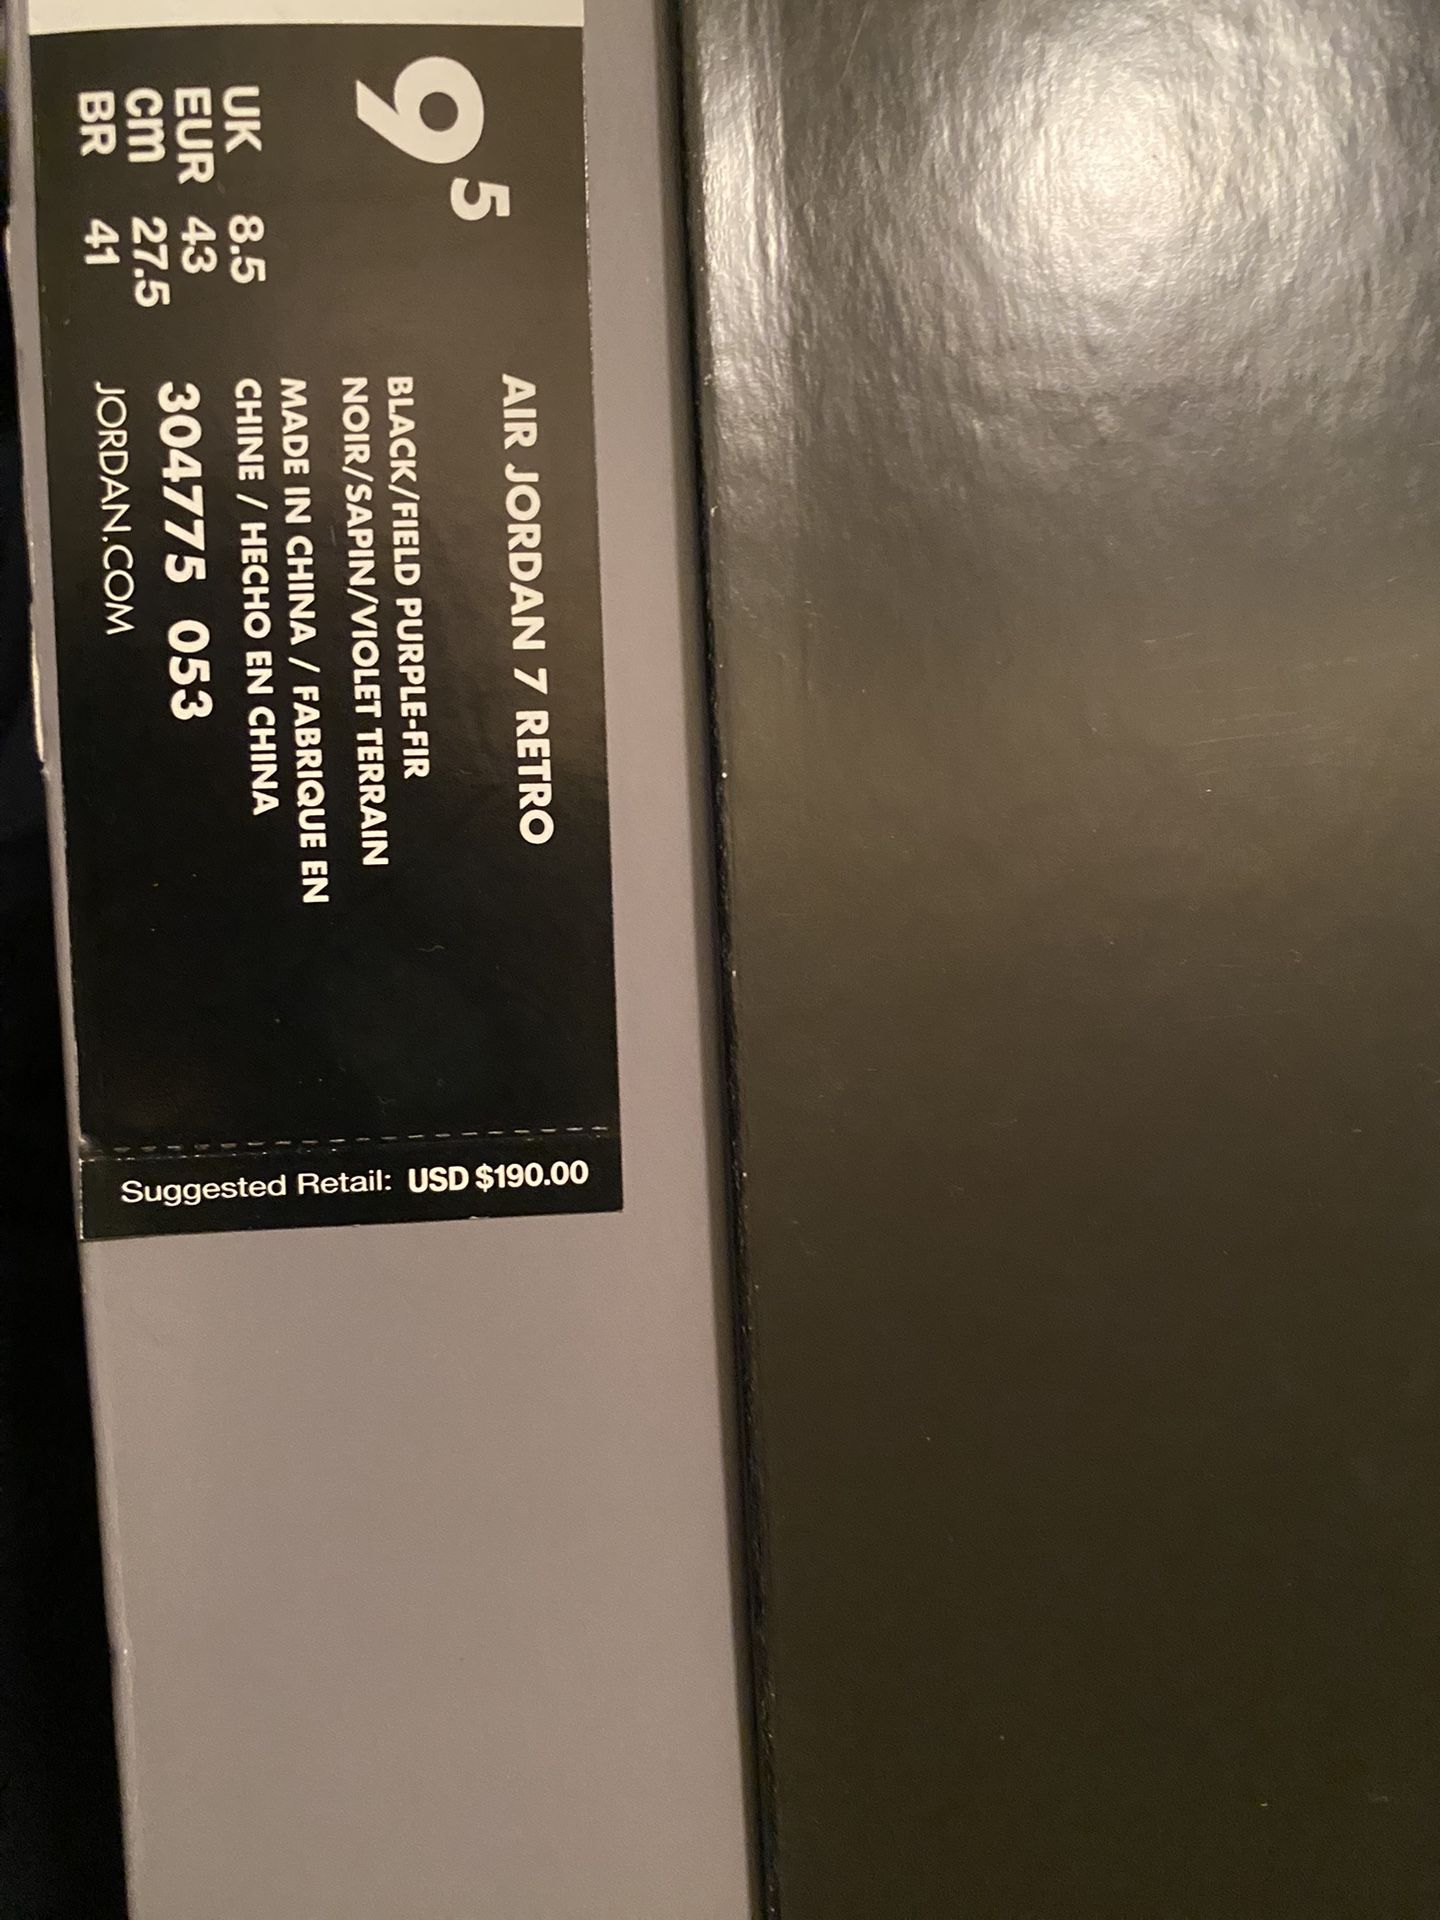 9⁵
UK 8.5
EUR 43
cm 27.5
BR 41
AIR JORDAN 7 RETRO
BLACK/FIELD PURPLE-FIR
NOIR/SAPIN/VIOLET TERRAIN
MADE IN CHINA / FABRIQUE EN
CHINE / HECHO EN CHINA
304775 053
JORDAN.COM
Suggested Retail: USD $190.00